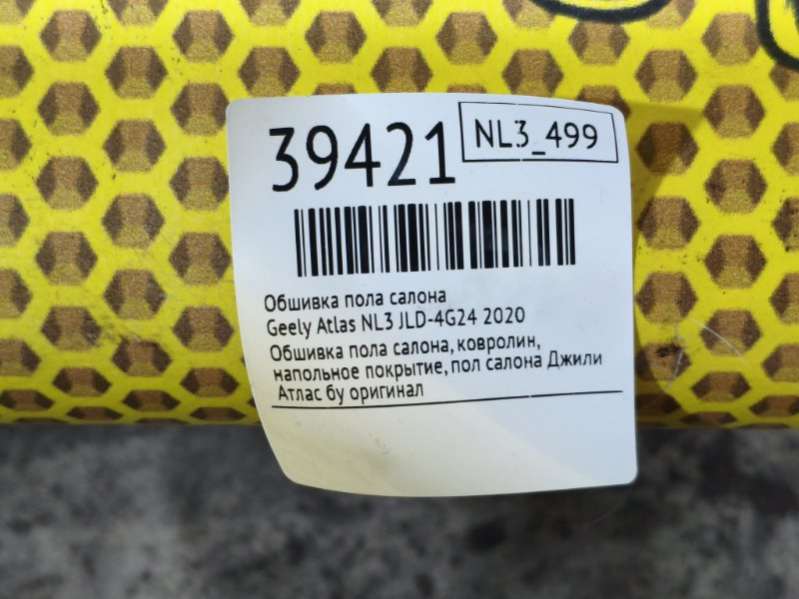 39421
NL3_499
Обшивка пола салона
Geely Atlas NL3 JLD-4G24 2020
Обшивка пола салона, ковролин,
напольное покрытие, пол салона Джили
Атлас бу оригинал